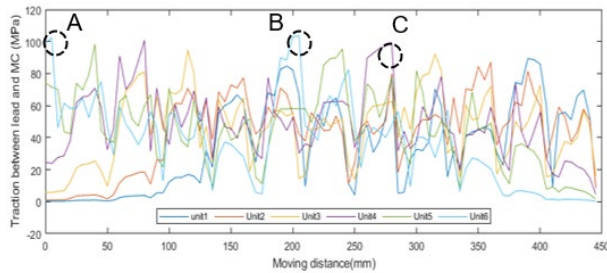 A
B
C
Traction between lead and MC (MPa)
120
100
80
60
40
20
0
-20
unit1 Unit2 Unit3 Unit4 Unit5 Unit6
0 50 100 150 200 250 300 350 400 450
Moving distance(mm)